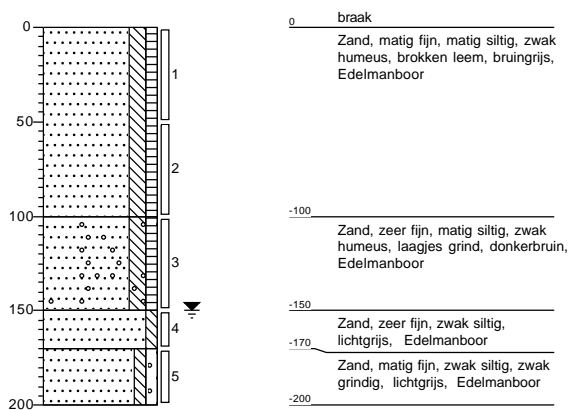 0
50
100
150
200
1
2
3
4
5
0 braak
Zand, matig fijn, matig siltig, zwak
humeus, brokken leem, bruingrijs,
Edelmanboor
-100
Zand, zeer fijn, matig siltig, zwak
humeus, laagjes grind, donkerbruin,
Edelmanboor
-150
Zand, zeer fijn, zwak siltig,
lichtgrijs, Edelmanboor
-170
Zand, matig fijn, zwak siltig, zwak
grindig, lichtgrijs, Edelmanboor
-200